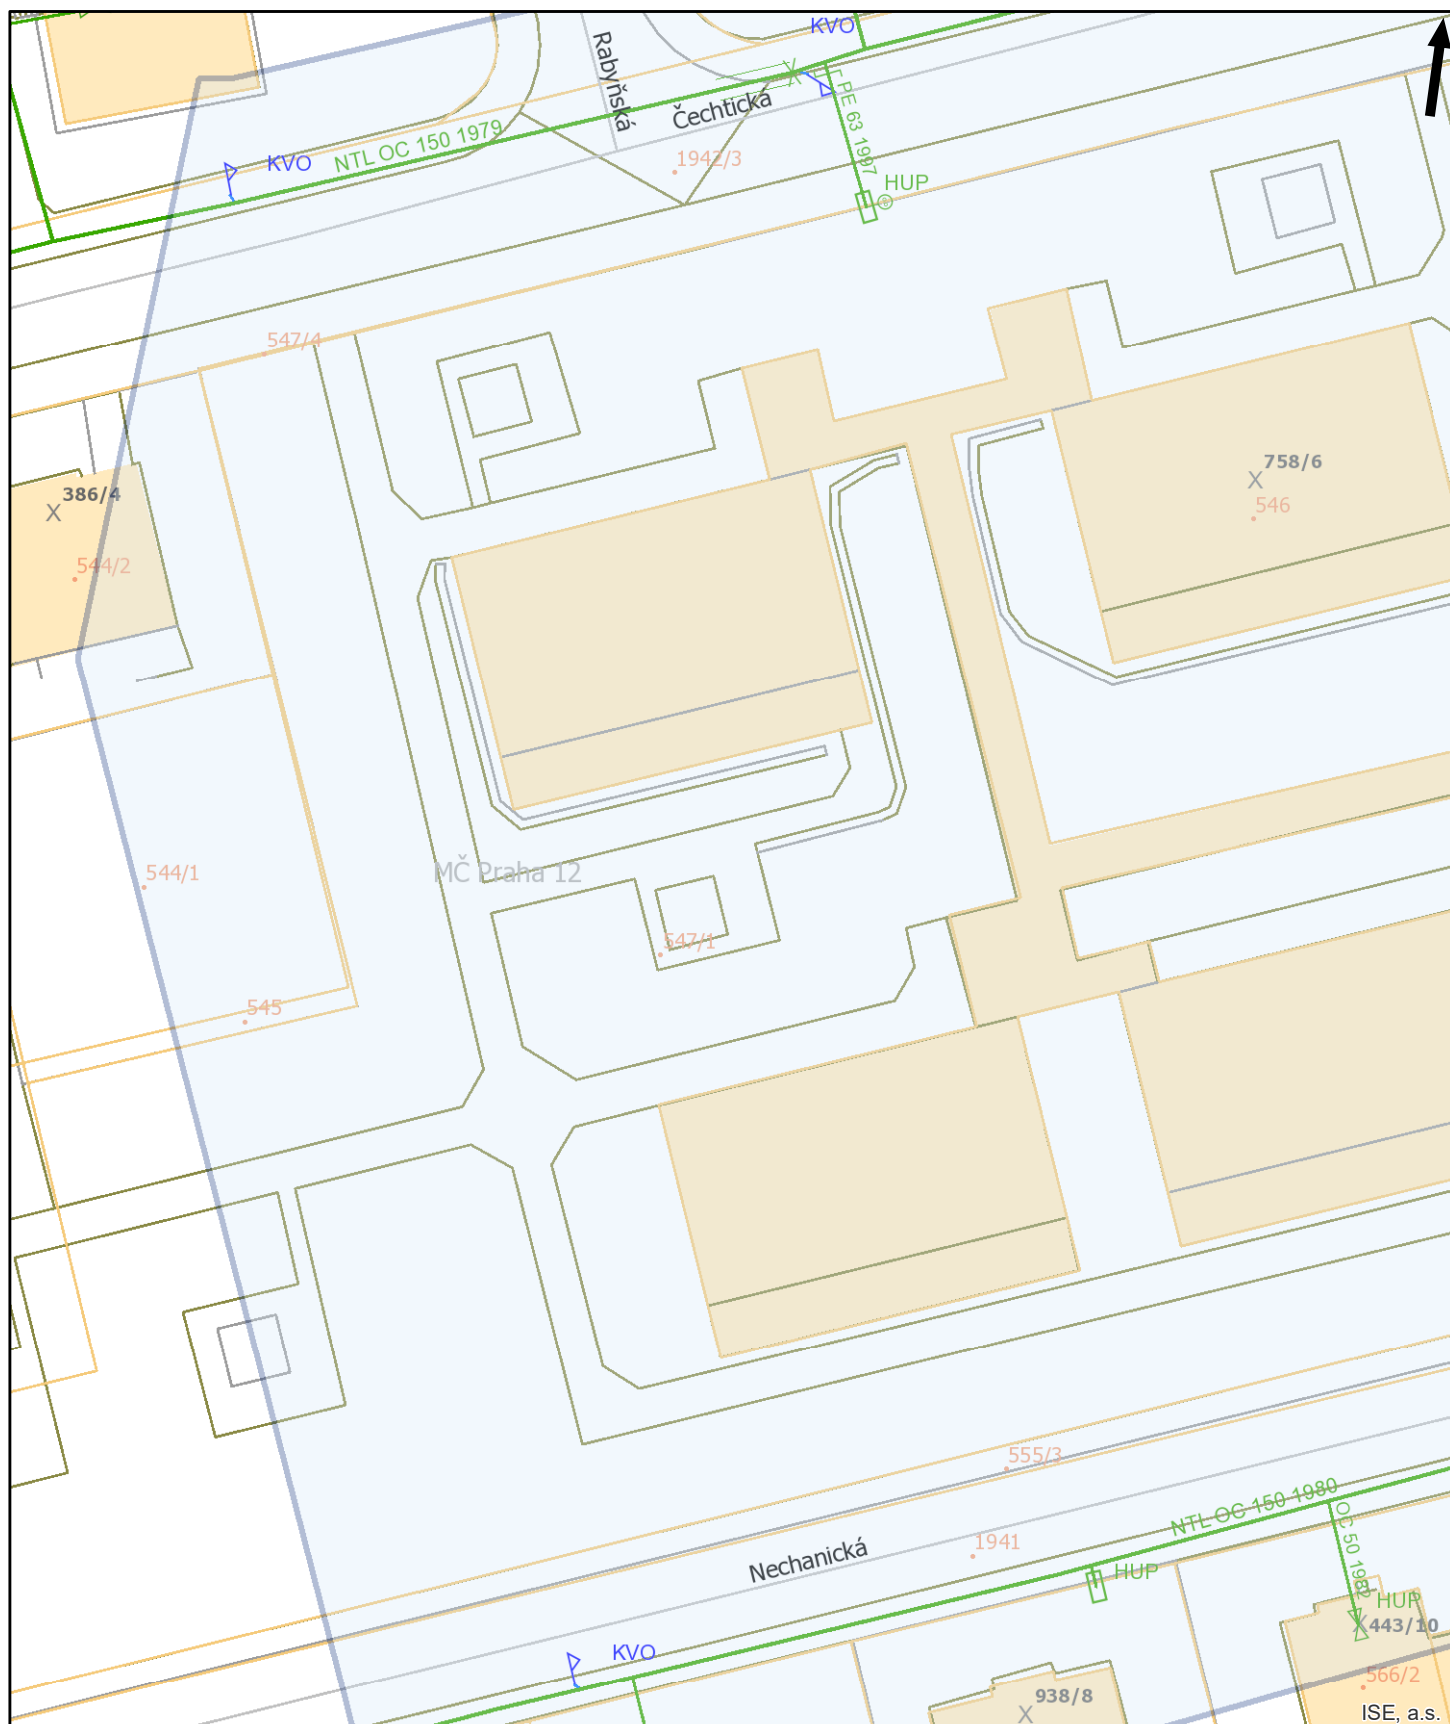 KVO
Rabyňská
Čechtická
KVO
NTL OC 150 1979
1942/3
PE 63 1997
HUP
547/4
386/4
X
544/2
758/6
X
546
544/1
MČ Praha 12
547/1
545
555/3
NTL OC 150 1980
OC 50 1982
1941
Nechanická
HUP
HUP
X
443/10
KVO
566/2
938/8
X
ISE, a.s.